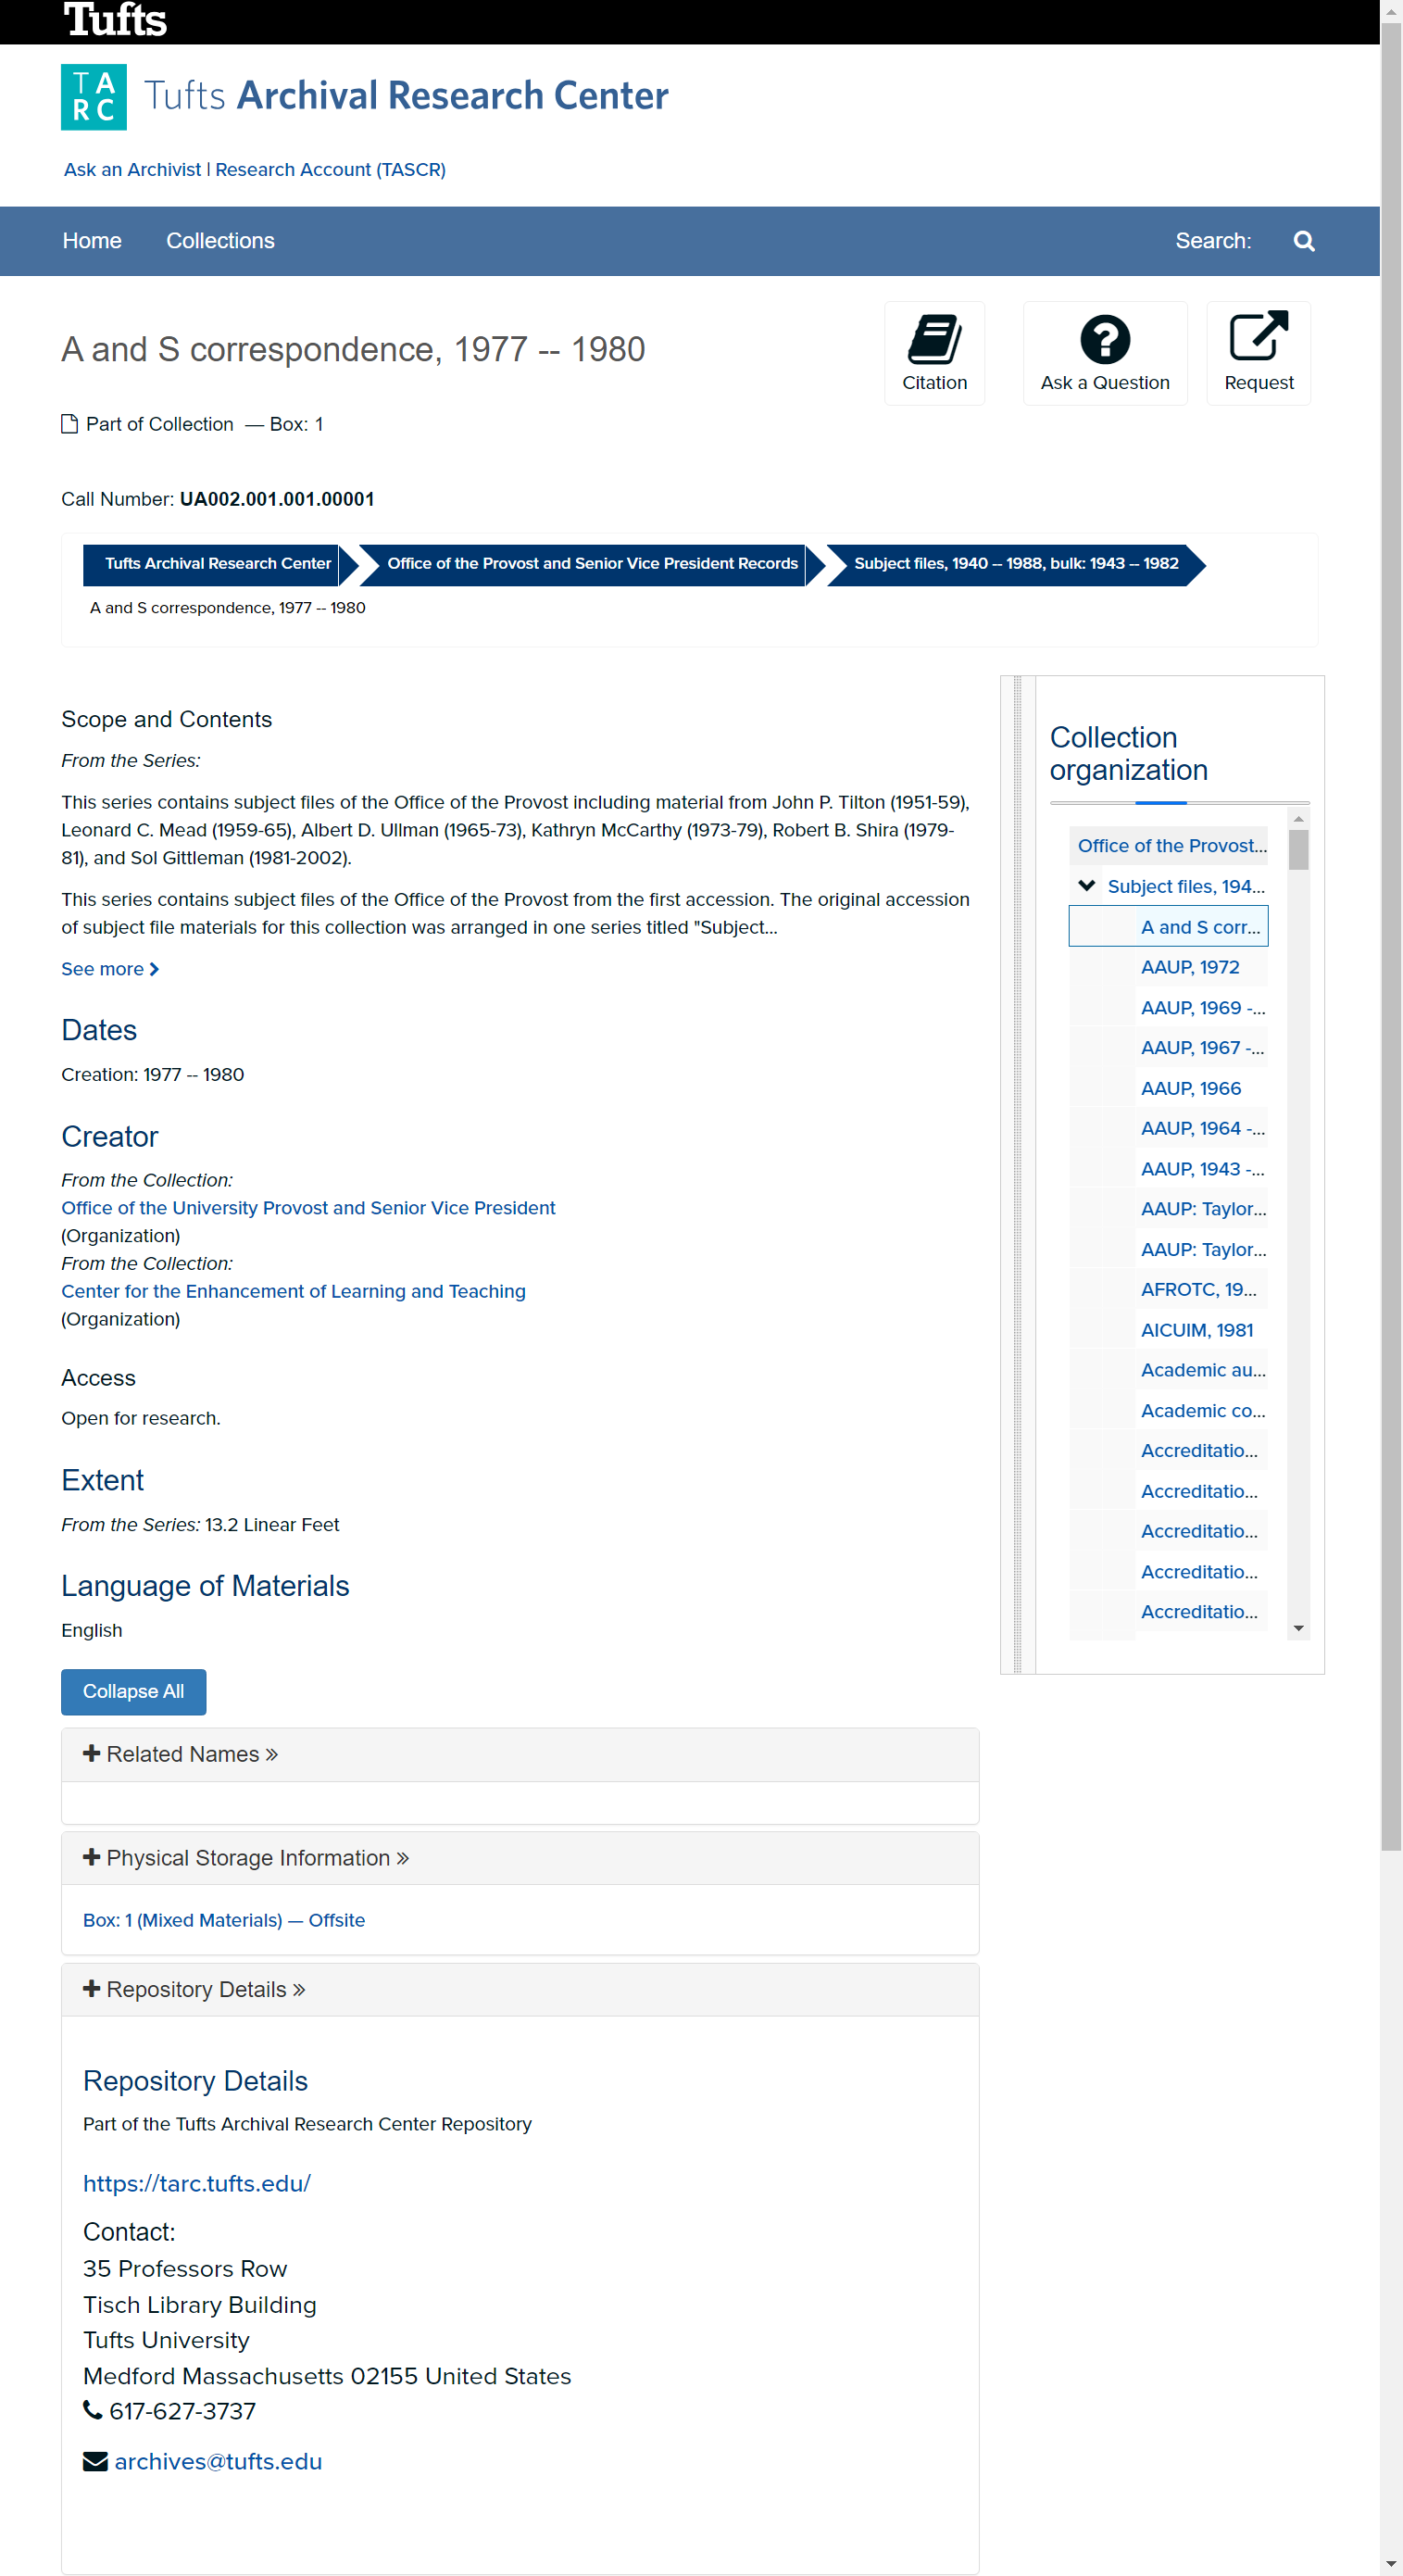 Tufts
TARC
Tufts Archival Research Center
Ask an Archivist | Research Account (TASCR)
Home Collections Search:
A and S correspondence, 1977 -- 1980
Citation Ask a Question Request
Part of Collection — Box: 1
Call Number: UA002.001.001.00001
Tufts Archival Research Center Office of the Provost and Senior Vice President Records Subject files, 1940 -- 1988, bulk: 1943 -- 1982
A and S correspondence, 1977 -- 1980
Scope and Contents
From the Series:
This series contains subject files of the Office of the Provost including material from John P. Tilton (1951-59),
Leonard C. Mead (1959-65), Albert D. Ullman (1965-73), Kathryn McCarthy (1973-79), Robert B. Shira (1979-
81), and Sol Gittleman (1981-2002).
This series contains subject files of the Office of the Provost from the first accession. The original accession
of subject file materials for this collection was arranged in one series titled "Subject...
See more
Dates
Creation: 1977 -- 1980
Creator
From the Collection:
Office of the University Provost and Senior Vice President
(Organization)
From the Collection:
Center for the Enhancement of Learning and Teaching
(Organization)
Access
Open for research.
Extent
From the Series: 13.2 Linear Feet
Language of Materials
English
Collapse All
Related Names »
Physical Storage Information »
Box: 1 (Mixed Materials) — Offsite
Repository Details »
Repository Details
Part of the Tufts Archival Research Center Repository
https://tarc.tufts.edu/
Contact:
35 Professors Row
Tisch Library Building
Tufts University
Medford Massachusetts 02155 United States
617-627-3737
archives@tufts.edu
Collection
organization
Office of the Provost...
Subject files, 194...
A and S corr...
AAUP, 1972
AAUP, 1969 -...
AAUP, 1967 -...
AAUP, 1966
AAUP, 1964 -...
AAUP, 1943 -...
AAUP: Taylor...
AAUP: Taylor...
AFROTC, 19...
AICUIM, 1981
Academic au...
Academic co...
Accreditatio...
Accreditatio...
Accreditatio...
Accreditatio...
Accreditatio...